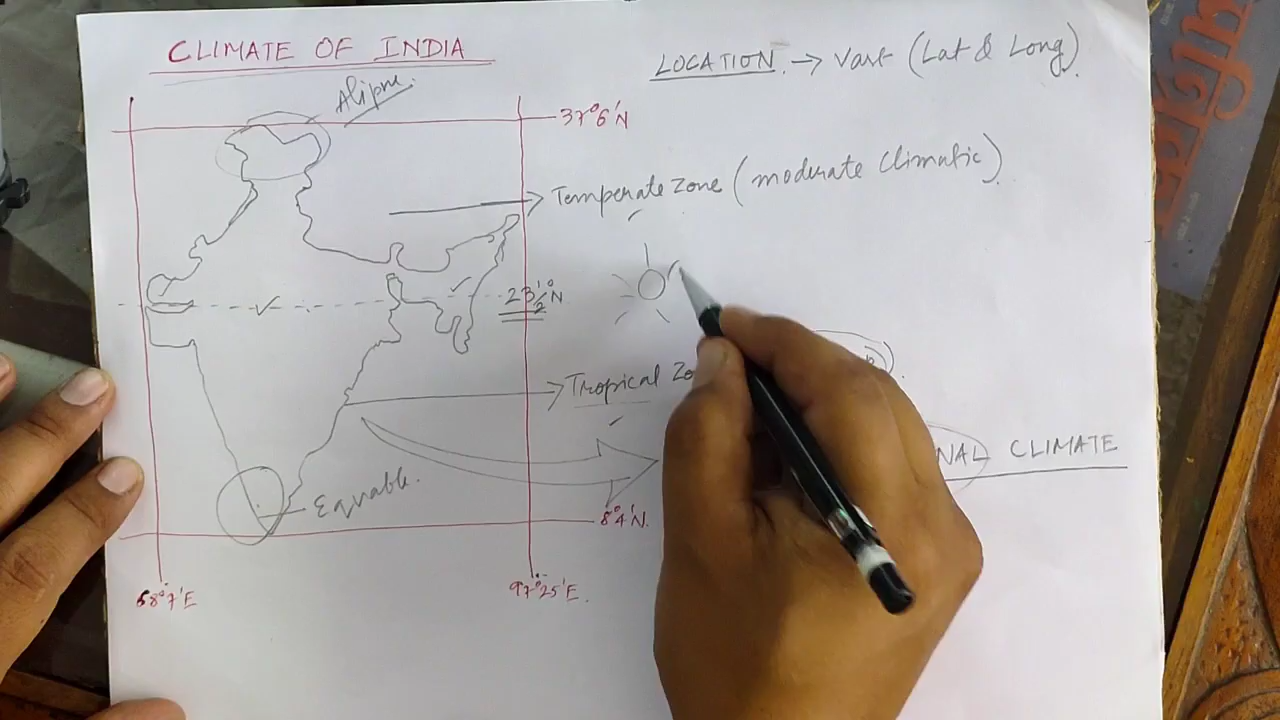 CLIMATE OF INDIA
LOCATION → Vast (Lat & Long)
Alipne
37°6'N
Temperate Zone (moderate Climatic)
23½°N
Tropical Zo
NAL CLIMATE
Equable
8°4'N
68°7'E
97°25'E